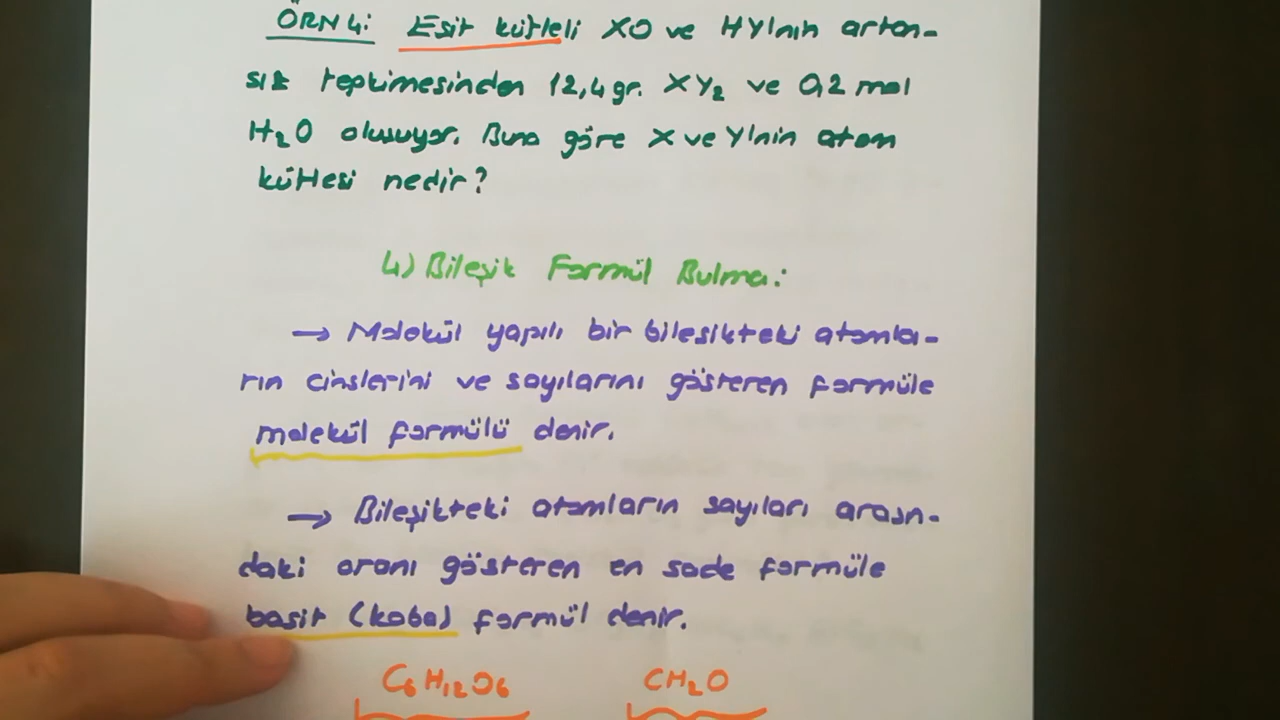 ÖRN 4: Eşit kütleli XO ve HY'nin artan-
sız tepkimesinden 12,4 gr. XY₂ ve 0,2 mol
H₂O oluşuyor. Buna göre X ve Y'nin atom
kütlesi nedir?
4) Bileşik Formül Bulma:
→ Molekül yapılı bir bileşikteki atomla-
rın cinslerini ve sayılarını gösteren formüle
molekül formülü denir.
→ Bileşikteki atomların sayıları arasın-
daki oranı gösteren en sade formüle
basit (kaba) formül denir.
C₆H₁₂O₆ CH₂O